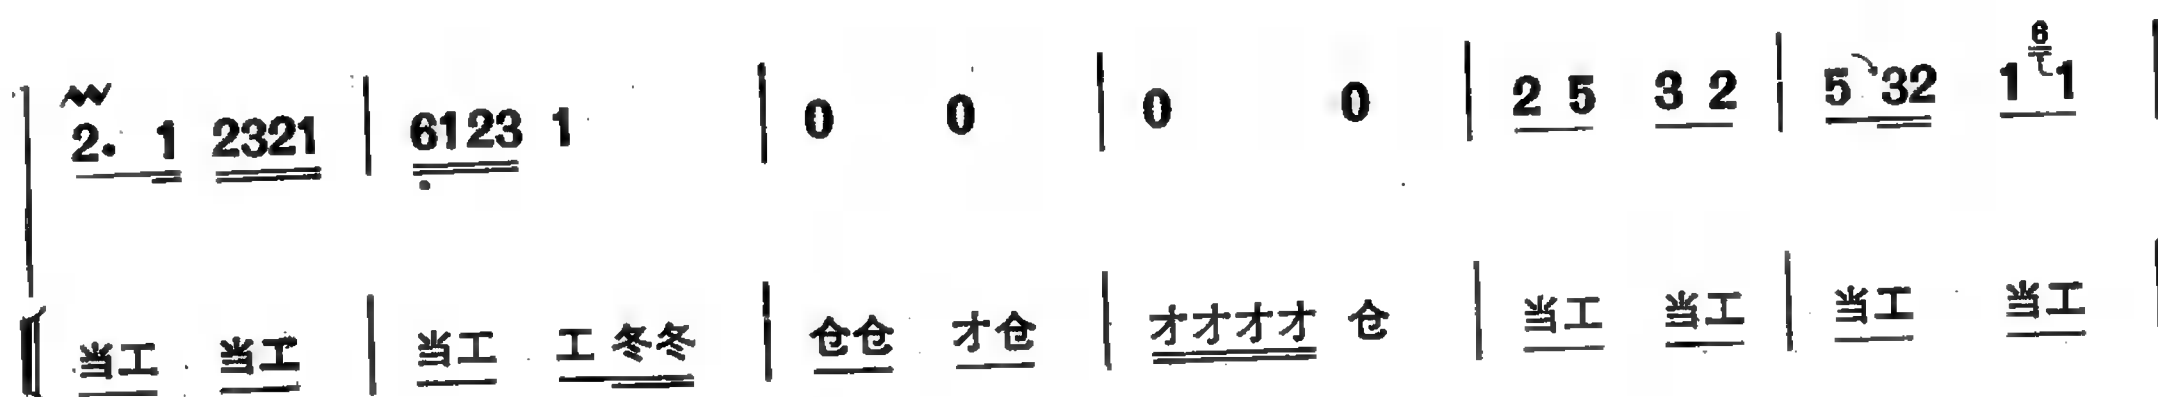 2. 1 2321 | 6123 1 | 0 0 | 0 0 | 2 5 3 2 | 5 32 1 6 1 |
当工 当工 | 当工 工 冬冬 | 仓仓 才仓 | 才才才才 仓 | 当工 当工 | 当工 当工 |